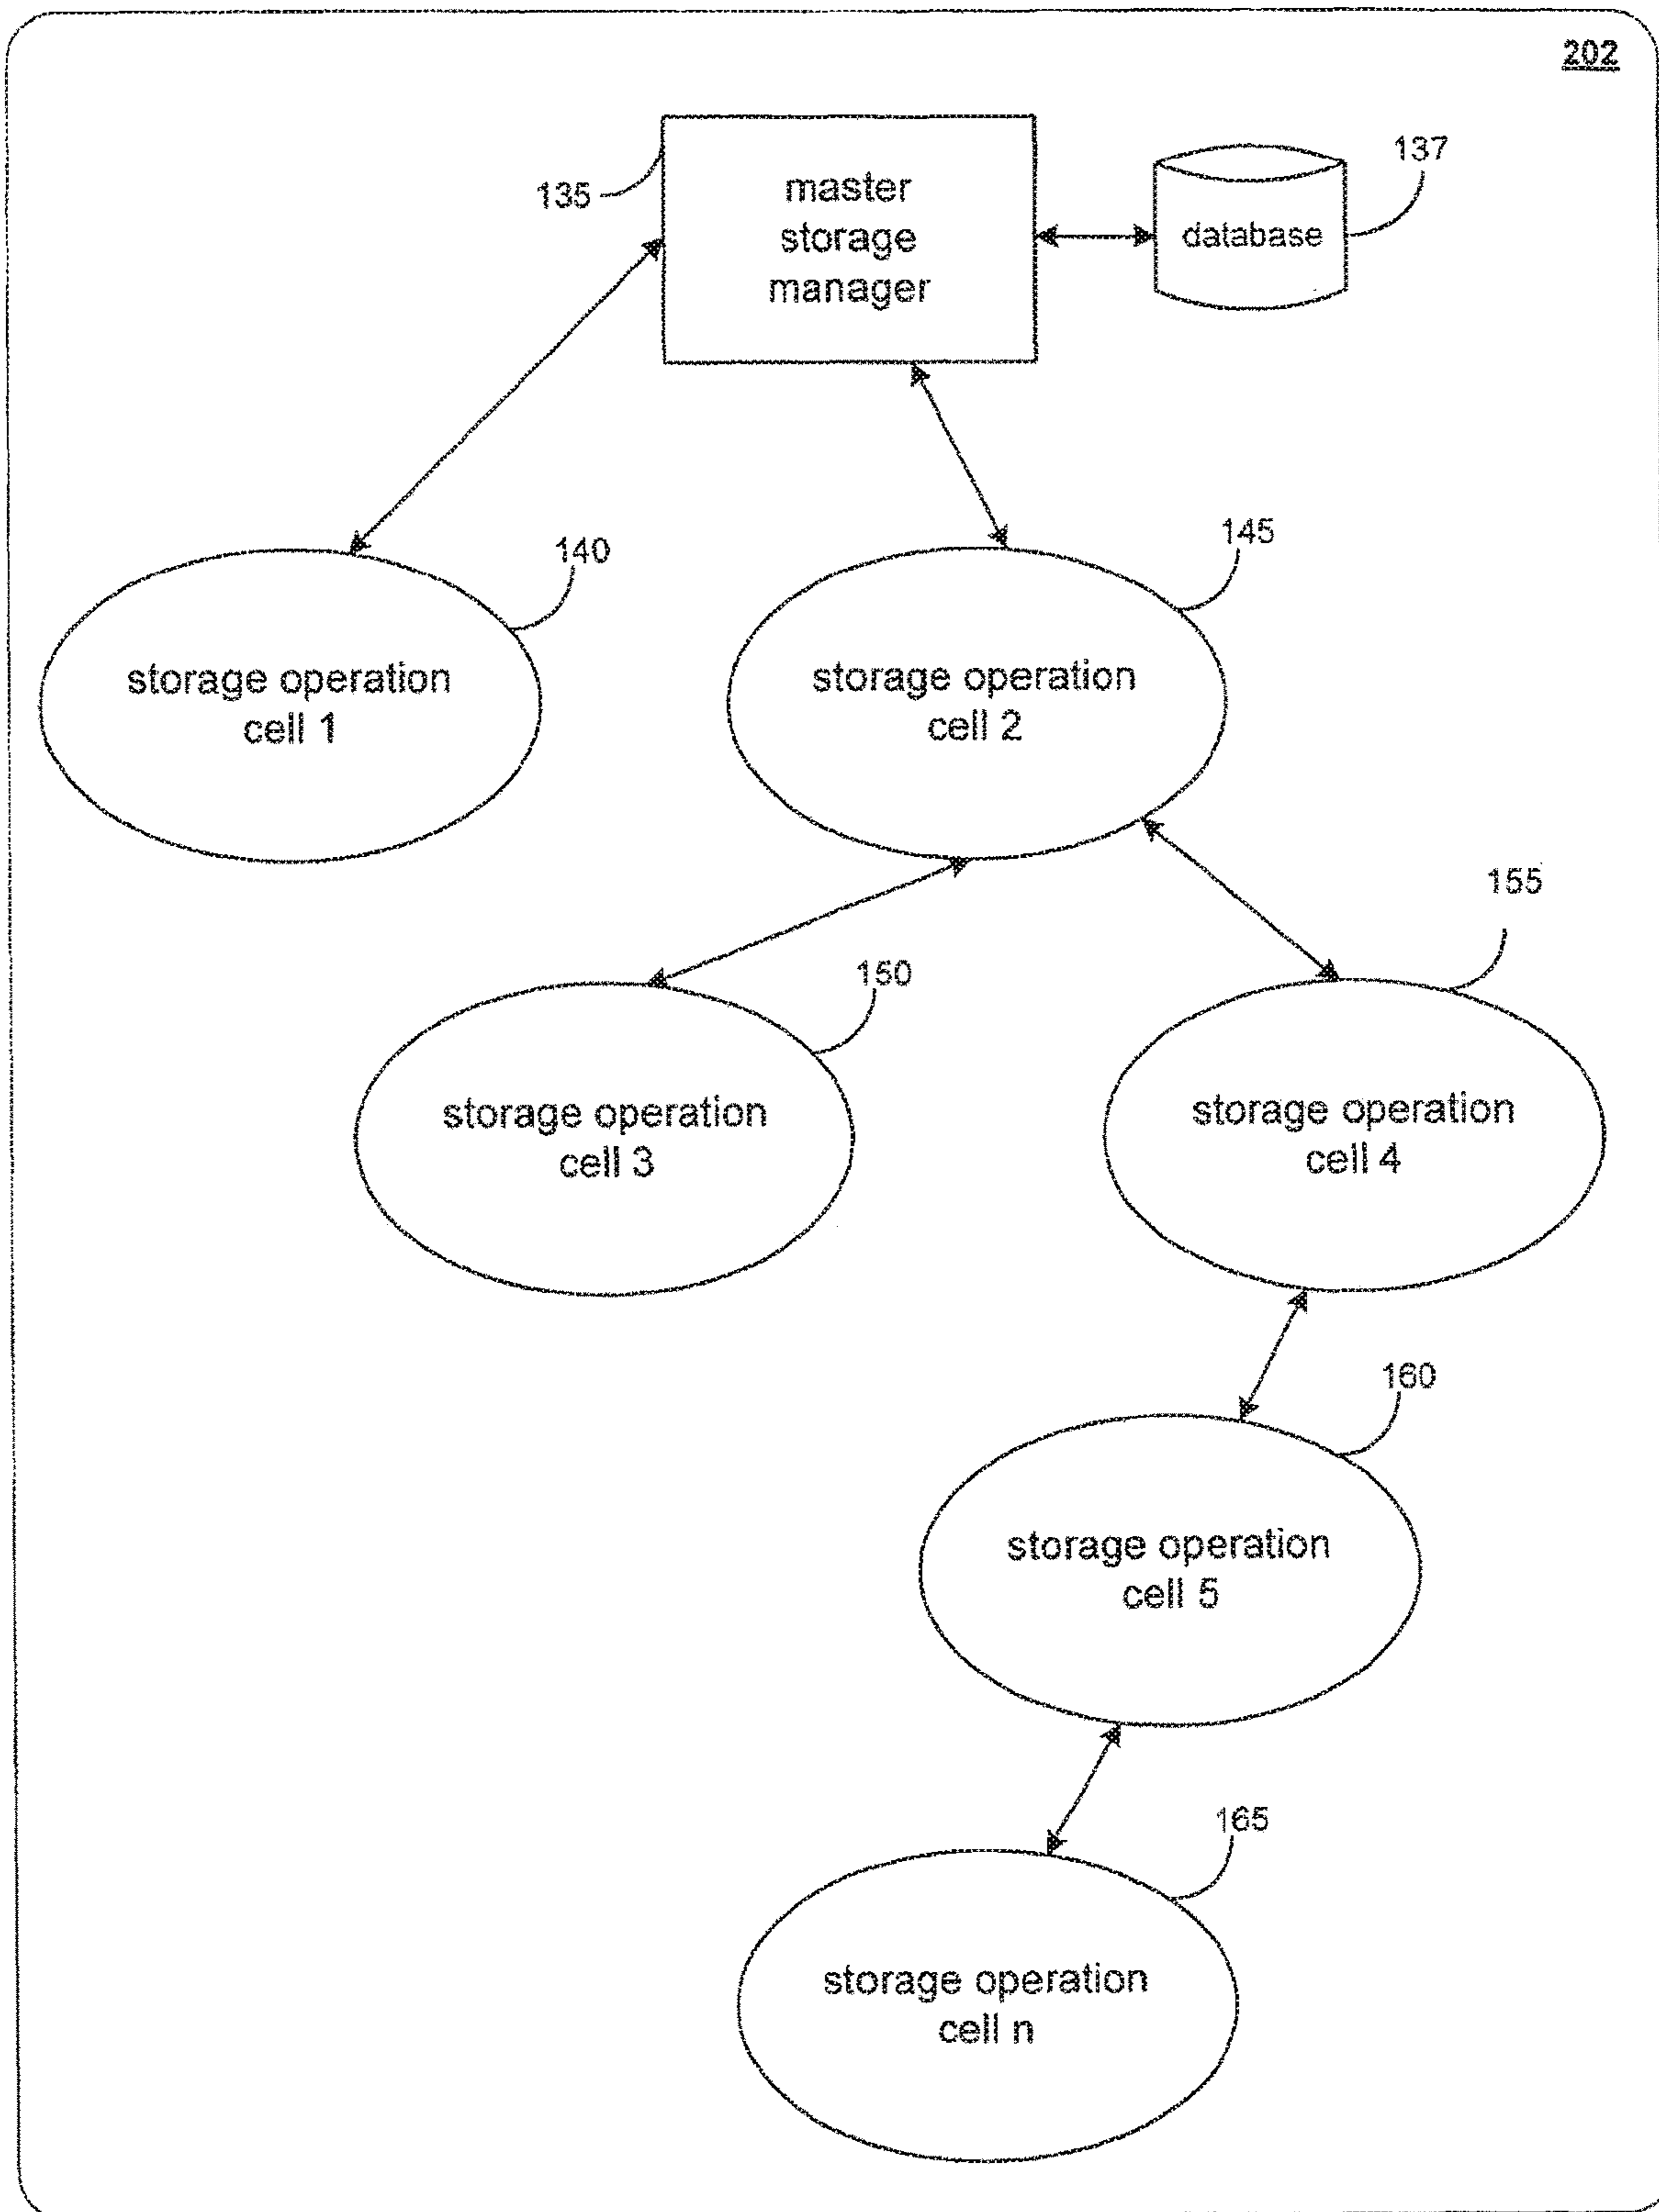 202
135
master
storage
manager
database
137
140
storage operation
cell 1
145
storage operation
cell 2
150
storage operation
cell 3
155
storage operation
cell 4
160
storage operation
cell 5
165
storage operation
cell n